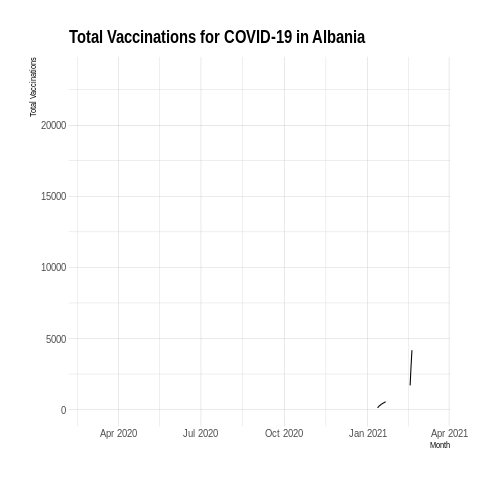 Total Vaccinations for COVID-19 in Albania
Total Vaccinations
20000
15000
10000
5000
0
Apr 2020 Jul 2020 Oct 2020 Jan 2021 Apr 2021
Month